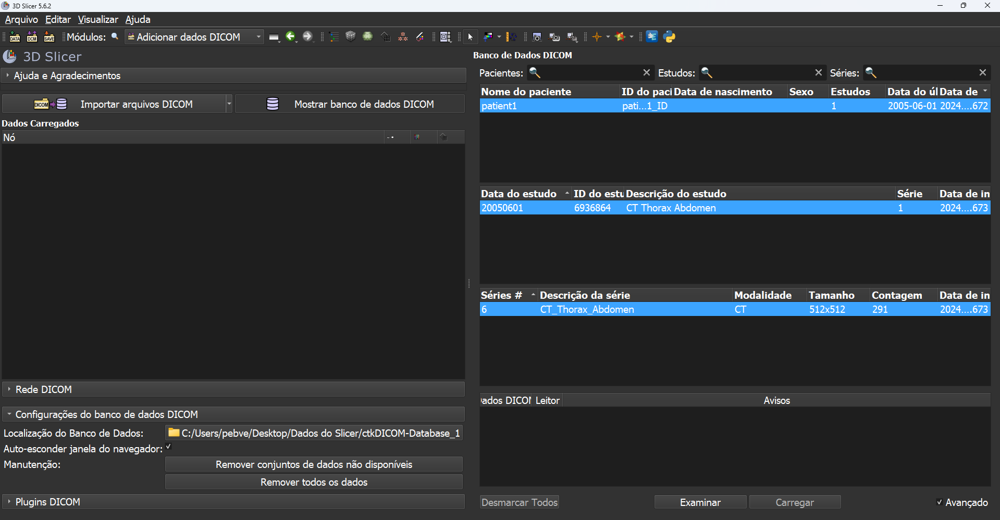 3D Slicer 5.6.2
Arquivo Editar Visualizar Ajuda
DATA DCM SAVE Módulos: Adicionar dados DICOM
3D Slicer
Ajuda e Agradecimentos
DICOM Importar arquivos DICOM Mostrar banco de dados DICOM
Dados Carregados
Nó
Rede DICOM
Configurações do banco de dados DICOM
Localização do Banco de Dados: C:/Users/pebve/Desktop/Dados do Slicer/ctkDICOM-Database_1
Auto-esconder janela do navegador:
Manutenção: Remover conjuntos de dados não disponíveis
Remover todos os dados
Plugins DICOM
Banco de Dados DICOM
Pacientes: Estudos: Séries:
Nome do paciente ID do paci Data de nascimento Sexo Estudos Data do úl Data de
patient1 pati...1_ID 1 2005-06-01 2024....672
Data do estudo ID do estu Descrição do estudo Série Data de in
20050601 6936864 CT Thorax Abdomen 1 2024....673
Séries # Descrição da série Modalidade Tamanho Contagem Data de in
6 CT_Thorax_Abdomen CT 512x512 291 2024....673
ados DICOM Leitor Avisos
Desmarcar Todos Examinar Carregar Avançado